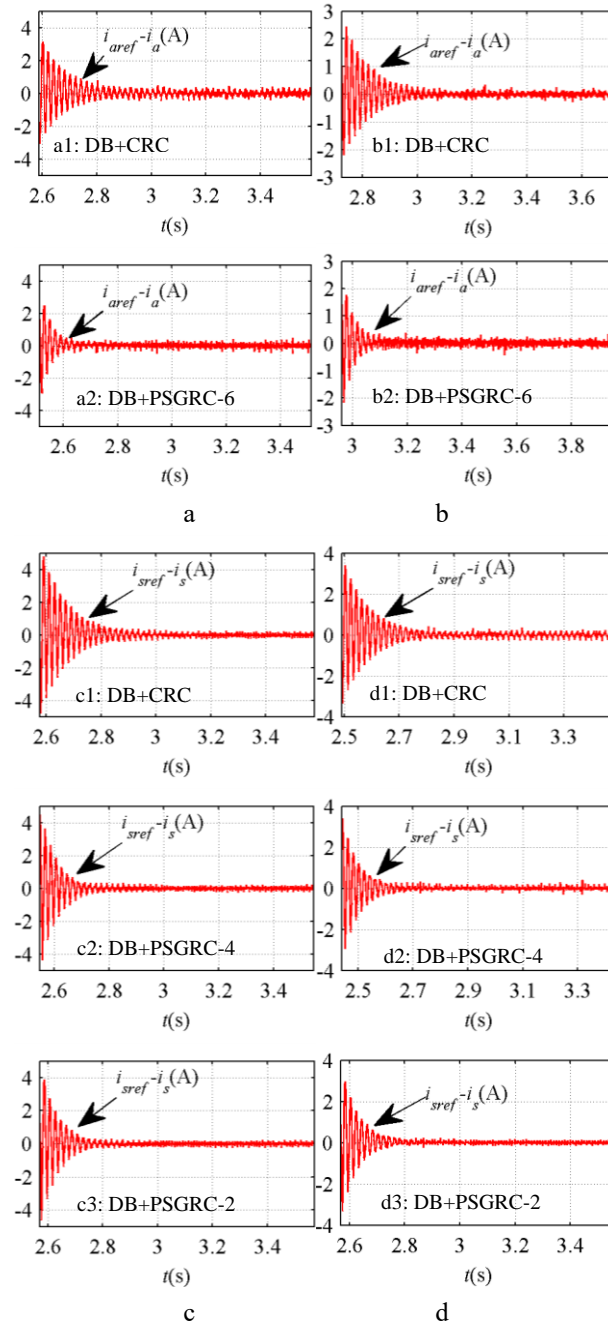 i_aref-i_a(A)
4
2
0
-2
-4
a1: DB+CRC
2.6 2.8 3 3.2 3.4
t(s)
i_aref-i_a(A)
3
2
1
0
-1
-2
-3
b1: DB+CRC
2.8 3 3.2 3.4 3.6
t(s)
i_aref-i_a(A)
4
2
0
-2
-4
a2: DB+PSGRC-6
2.6 2.8 3 3.2 3.4
t(s)
i_aref-i_a(A)
3
2
1
0
-1
-2
-3
b2: DB+PSGRC-6
3 3.2 3.4 3.6 3.8
t(s)
a b
i_sref-i_s(A)
4
2
0
-2
-4
c1: DB+CRC
2.6 2.8 3 3.2 3.4
t(s)
i_sref-i_s(A)
4
2
0
-2
-4
d1: DB+CRC
2.5 2.7 2.9 3.1 3.3
t(s)
i_sref-i_s(A)
4
2
0
-2
-4
c2: DB+PSGRC-4
2.6 2.8 3 3.2 3.4
t(s)
i_sref-i_s(A)
4
2
0
-2
-4
d2: DB+PSGRC-4
2.5 2.7 2.9 3.1 3.3
t(s)
i_sref-i_s(A)
4
2
0
-2
-4
c3: DB+PSGRC-2
2.6 2.8 3 3.2 3.4
t(s)
i_sref-i_s(A)
4
2
0
-2
-4
d3: DB+PSGRC-2
2.6 2.8 3 3.2 3.4
t(s)
c d